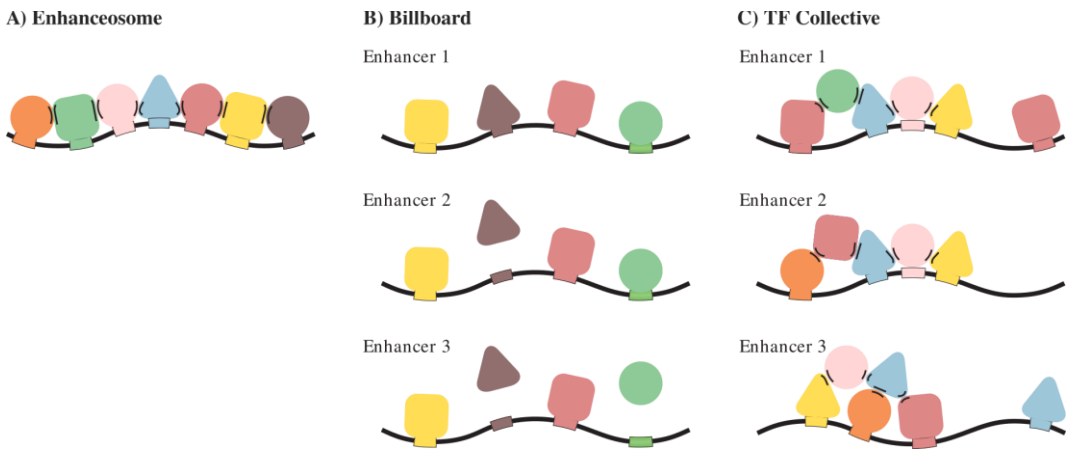 A) Enhanceosome
B) Billboard
C) TF Collective
Enhancer 1
Enhancer 1
Enhancer 2
Enhancer 2
Enhancer 3
Enhancer 3